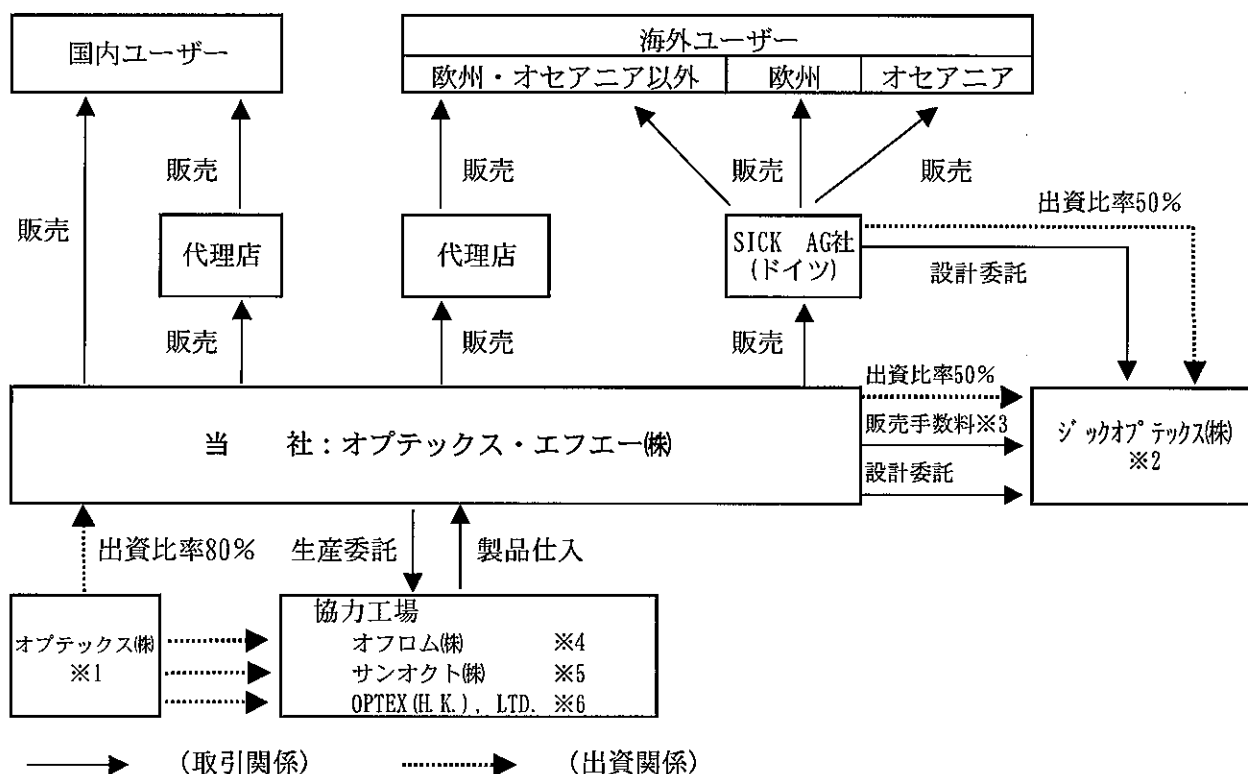 国内ユーザー
海外ユーザー
欧州・オセアニア以外
欧州
オセアニア
販売
販売
販売
販売
販売
出資比率50%
代理店
代理店
SICK AG社
(ドイツ)
設計委託
販売
販売
販売
当 社：オプテックス・エフエー㈱
出資比率50%
販売手数料※3
設計委託
ジックオプテックス㈱
※2
出資比率80%
生産委託
製品仕入
オプテックス㈱
※1
協力工場
オフロム㈱ ※4
サンオクト㈱ ※5
OPTEX(H.K.), LTD. ※6
(取引関係)
(出資関係)